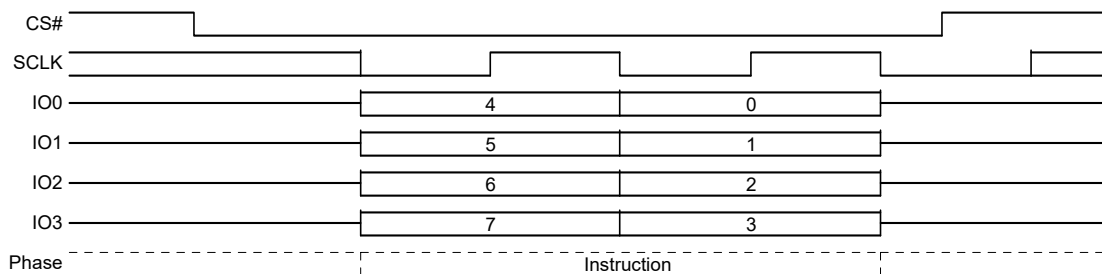 CS#
SCLK
IO0 4 0
IO1 5 1
IO2 6 2
IO3 7 3
Phase Instruction